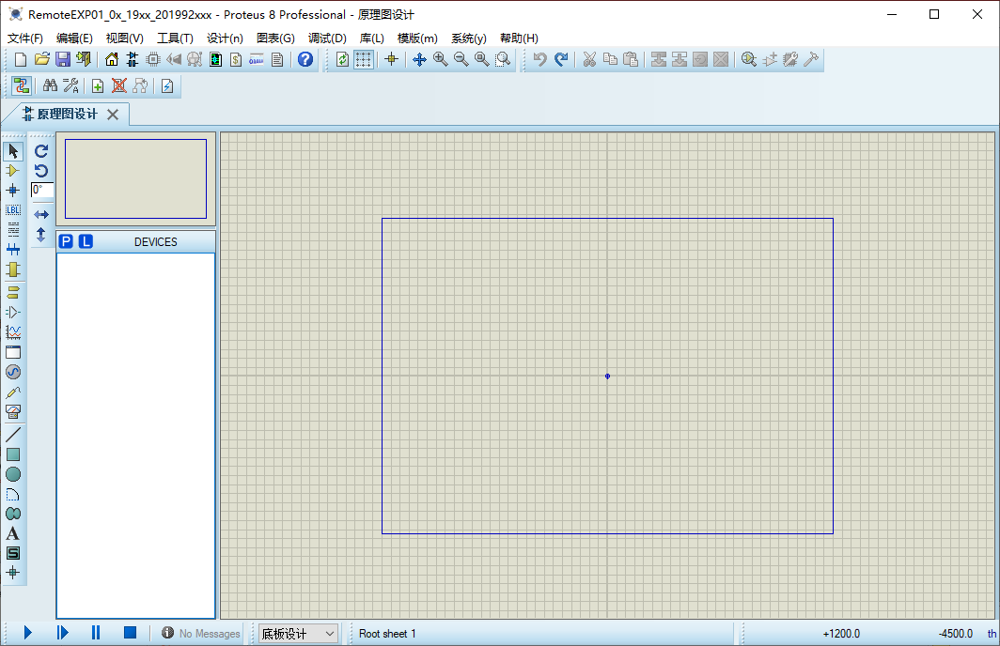 RemoteEXP01_0x_19xx_201992xxx - Proteus 8 Professional - 原理图设计
文件(F) 编辑(E) 视图(V) 工具(T) 设计(n) 图表(G) 调试(D) 库(L) 模版(m) 系统(y) 帮助(H)
原理图设计
0°
LBL
P L DEVICES
A
S
No Messages 底板设计 Root sheet 1 +1200.0 -4500.0 th